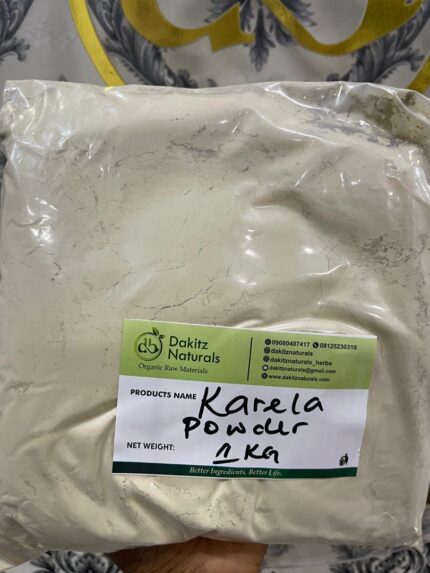 Dakitz
Naturals
Organic Raw Materials
09080407417 08125230310
dakitznaturals
dakitznaturals_herbs
dakitznaturals@gmail.com
www.dakitznaturals.com
PRODUCTS NAME Karela
Powder
NET WEIGHT: 1 KG
Better Ingredients, Better Life.